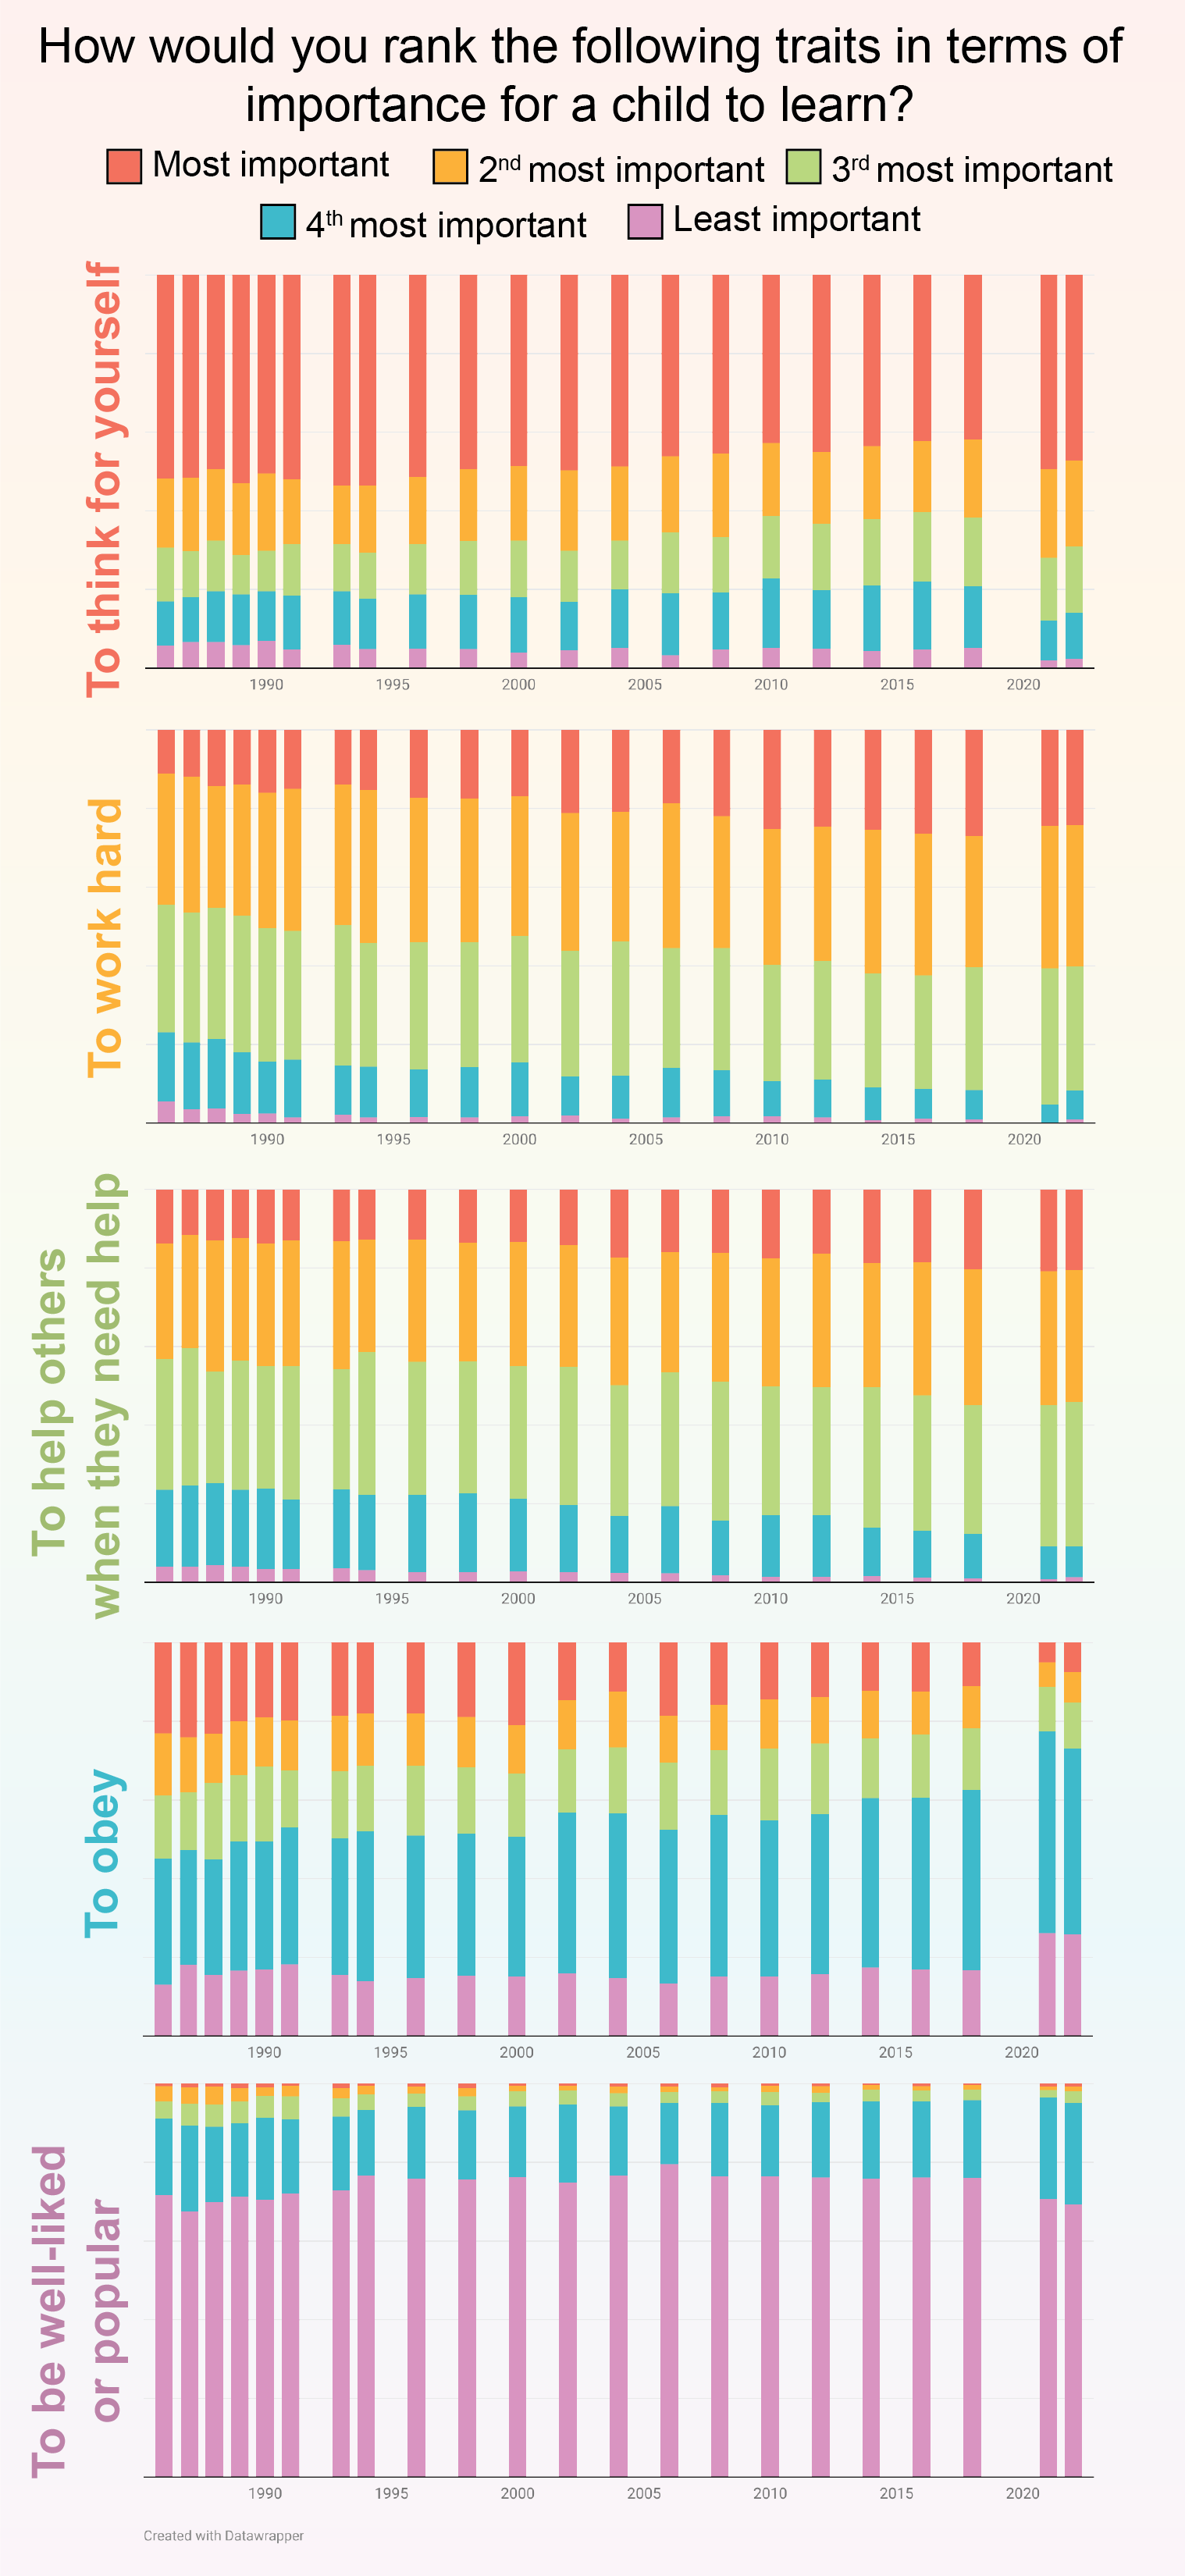 How would you rank the following traits in terms of
importance for a child to learn?
Most important 2nd most important 3rd most important
4th most important Least important
To think for yourself
1990 1995 2000 2005 2010 2015 2020
To work hard
1990 1995 2000 2005 2010 2015 2020
To help others
when they need help
1990 1995 2000 2005 2010 2015 2020
To obey
1990 1995 2000 2005 2010 2015 2020
To be well-liked
or popular
1990 1995 2000 2005 2010 2015 2020
Created with Datawrapper